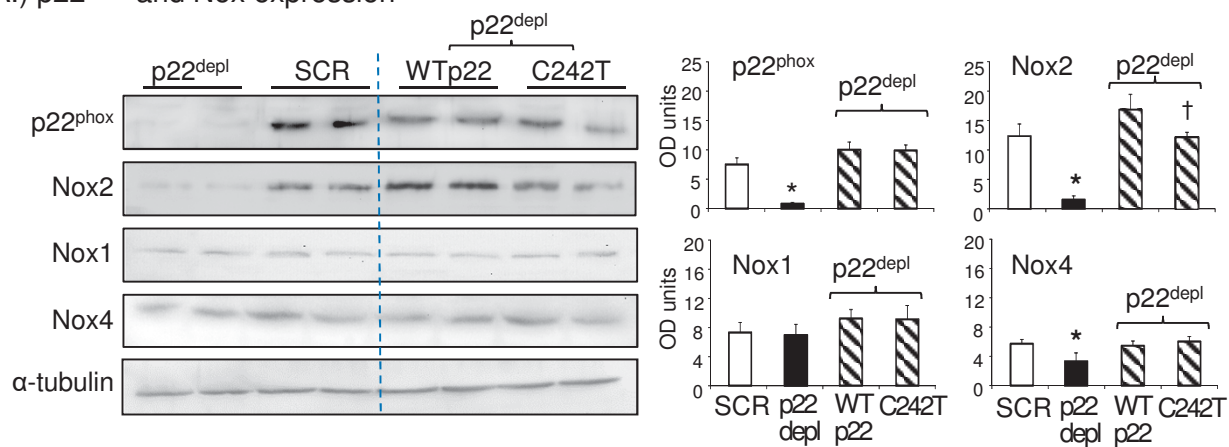 p22ᵈᵉᵖˡ
p22ᵈᵉᵖˡ SCR WTp22 C242T
p22ᵖʰᵒˣ
Nox2
Nox1
Nox4
α-tubulin
p22ᵖʰᵒˣ
p22ᵈᵉᵖˡ
OD units
25
20
15
10
5
0
*
Nox2
p22ᵈᵉᵖˡ
25
20
15
10
5
0
*
†
Nox1
p22ᵈᵉᵖˡ
OD units
20
16
12
8
4
0
SCR p22 depl WT p22 C242T
Nox4
p22ᵈᵉᵖˡ
20
16
12
8
4
0
*
SCR p22 depl WT p22 C242T